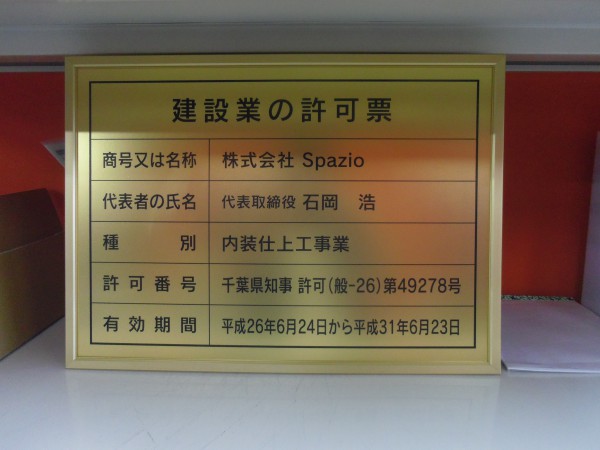 建設業の許可票
商号又は名称 株式会社 Spazio
代表者の氏名 代表取締役 石岡 浩
種別 内装仕上工事業
許可番号 千葉県知事 許可(般-26)第49278号
有効期間 平成26年6月24日から平成31年6月23日